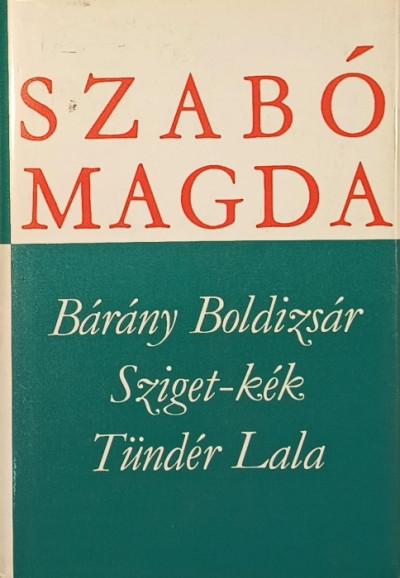 SZABÓ
MAGDA
Bárány Boldizsár
Sziget-kék
Tündér Lala